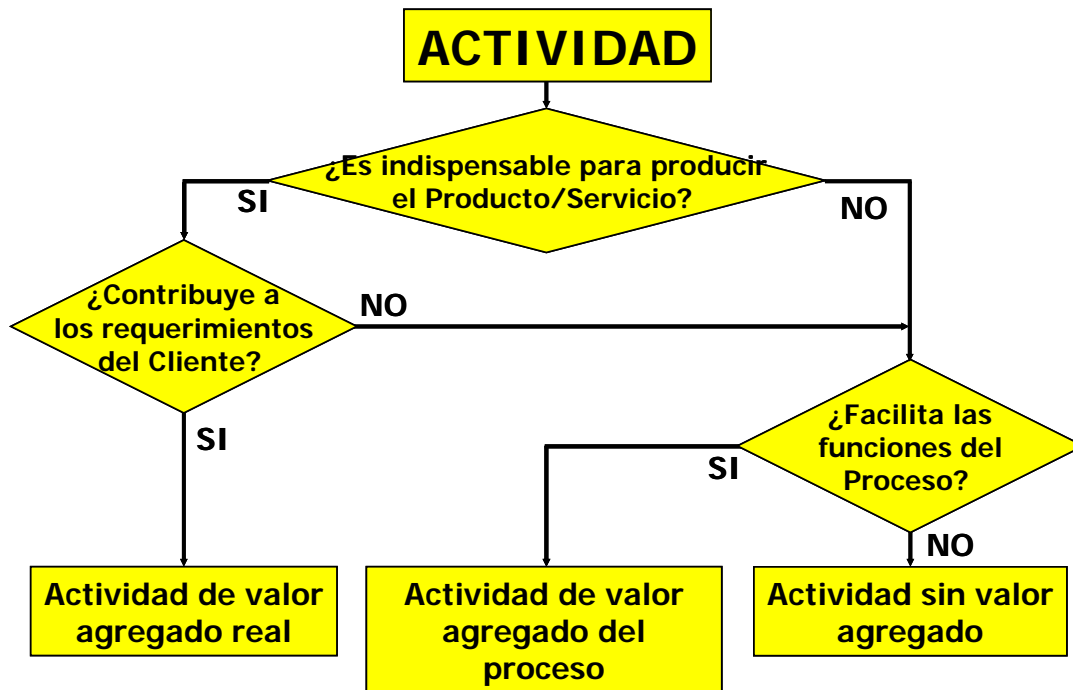 ACTIVIDAD
¿Es indispensable para producir
el Producto/Servicio?
SI
NO
¿Contribuye a
los requerimientos
del Cliente?
NO
SI
¿Facilita las
funciones del
Proceso?
SI
NO
Actividad de valor
agregado real
Actividad de valor
agregado del
proceso
Actividad sin valor
agregado